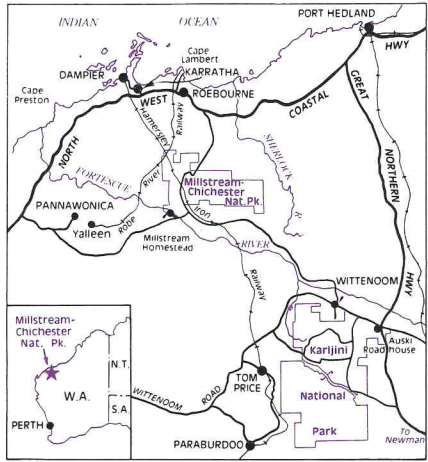 INDIAN
OCEAN
PORT HEDLAND
HWY
Cape
Lambert
KARRATHA
DAMPIER
ROEBOURNE
Cape
Preston
WEST
COASTAL
NORTH
GREAT
NORTHERN
HWY
Hamersley
Railway
SHERLOCK
R.
FORTESCUE
River
PANNAWONICA
Yalleen
Robe
Millstream-
Chichester
Nat. Pk.
Iron
Millstream
Homestead
RIVER
Railway
WITTENOOM
Auski
Roadhouse
Karijini
National
Park
TOM
PRICE
WITTENOOM
ROAD
PARABURDOO
To
Newman
Millstream-
Chichester
Nat. Pk.
N.T.
W.A.
S.A.
PERTH